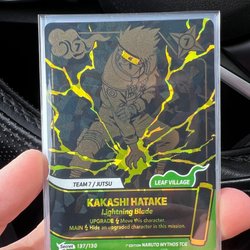 7
7
TEAM 7 / JUTSU
LEAF VILLAGE
KAKASHI HATAKE
Lightning Blade
UPGRADE Move this character.
MAIN Hide an upgraded character in this mission.
137/130
EDITION NARUTO MYTHOS TCG